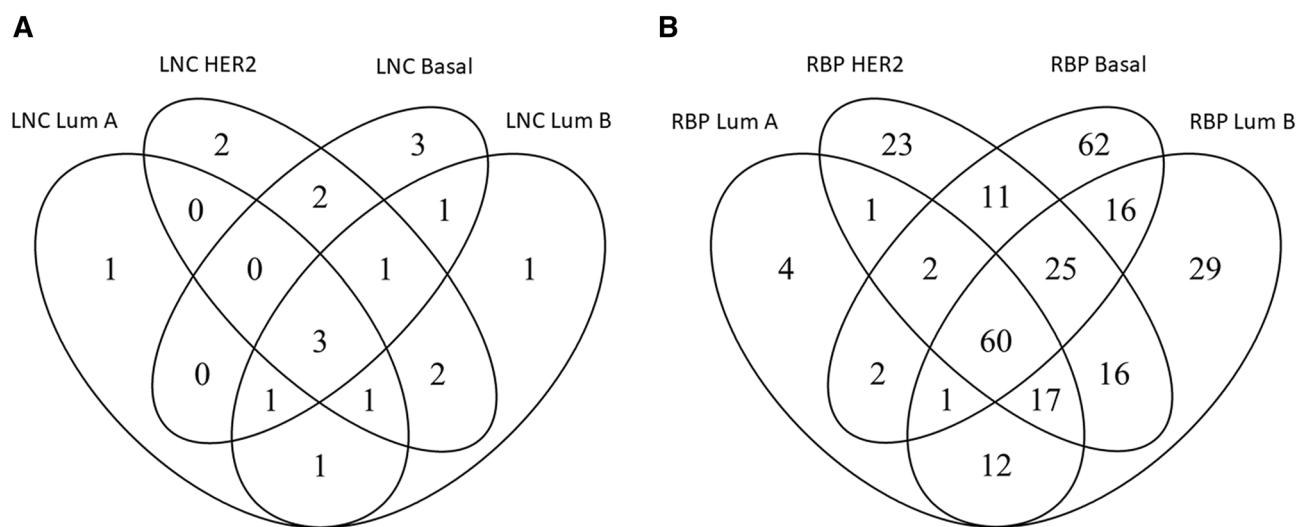 A B
LNC HER2 LNC Basal RBP HER2 RBP Basal
LNC Lum A LNC Lum B RBP Lum A RBP Lum B
2 3 23 62
0 2 1 1 11 16
1 0 1 1 4 2 25 29
3 60
0 2 2 16
1 1 1 17
1 12